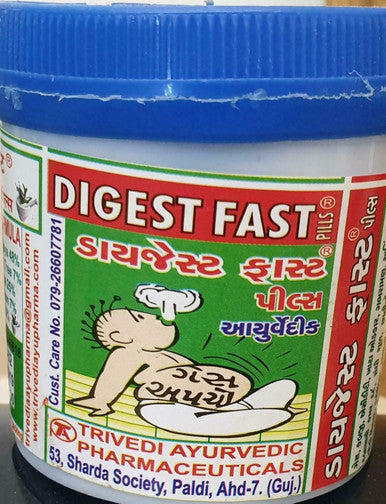 DIGEST FAST®
PILLS
ડાયજેસ્ટ ફાસ્ટ®
પીલ્સ
આયુર્વેદીક
ગેસ
અપચો
TRIVEDI AYURVEDIC
PHARMACEUTICALS
53, Sharda Society, Paldi, Ahd-7. (Guj.)
Cust. Care No. 079-26607781
www.trivediayupharma.com
ડાયજેસ્ટ ફાસ્ટ® પીલ્સ